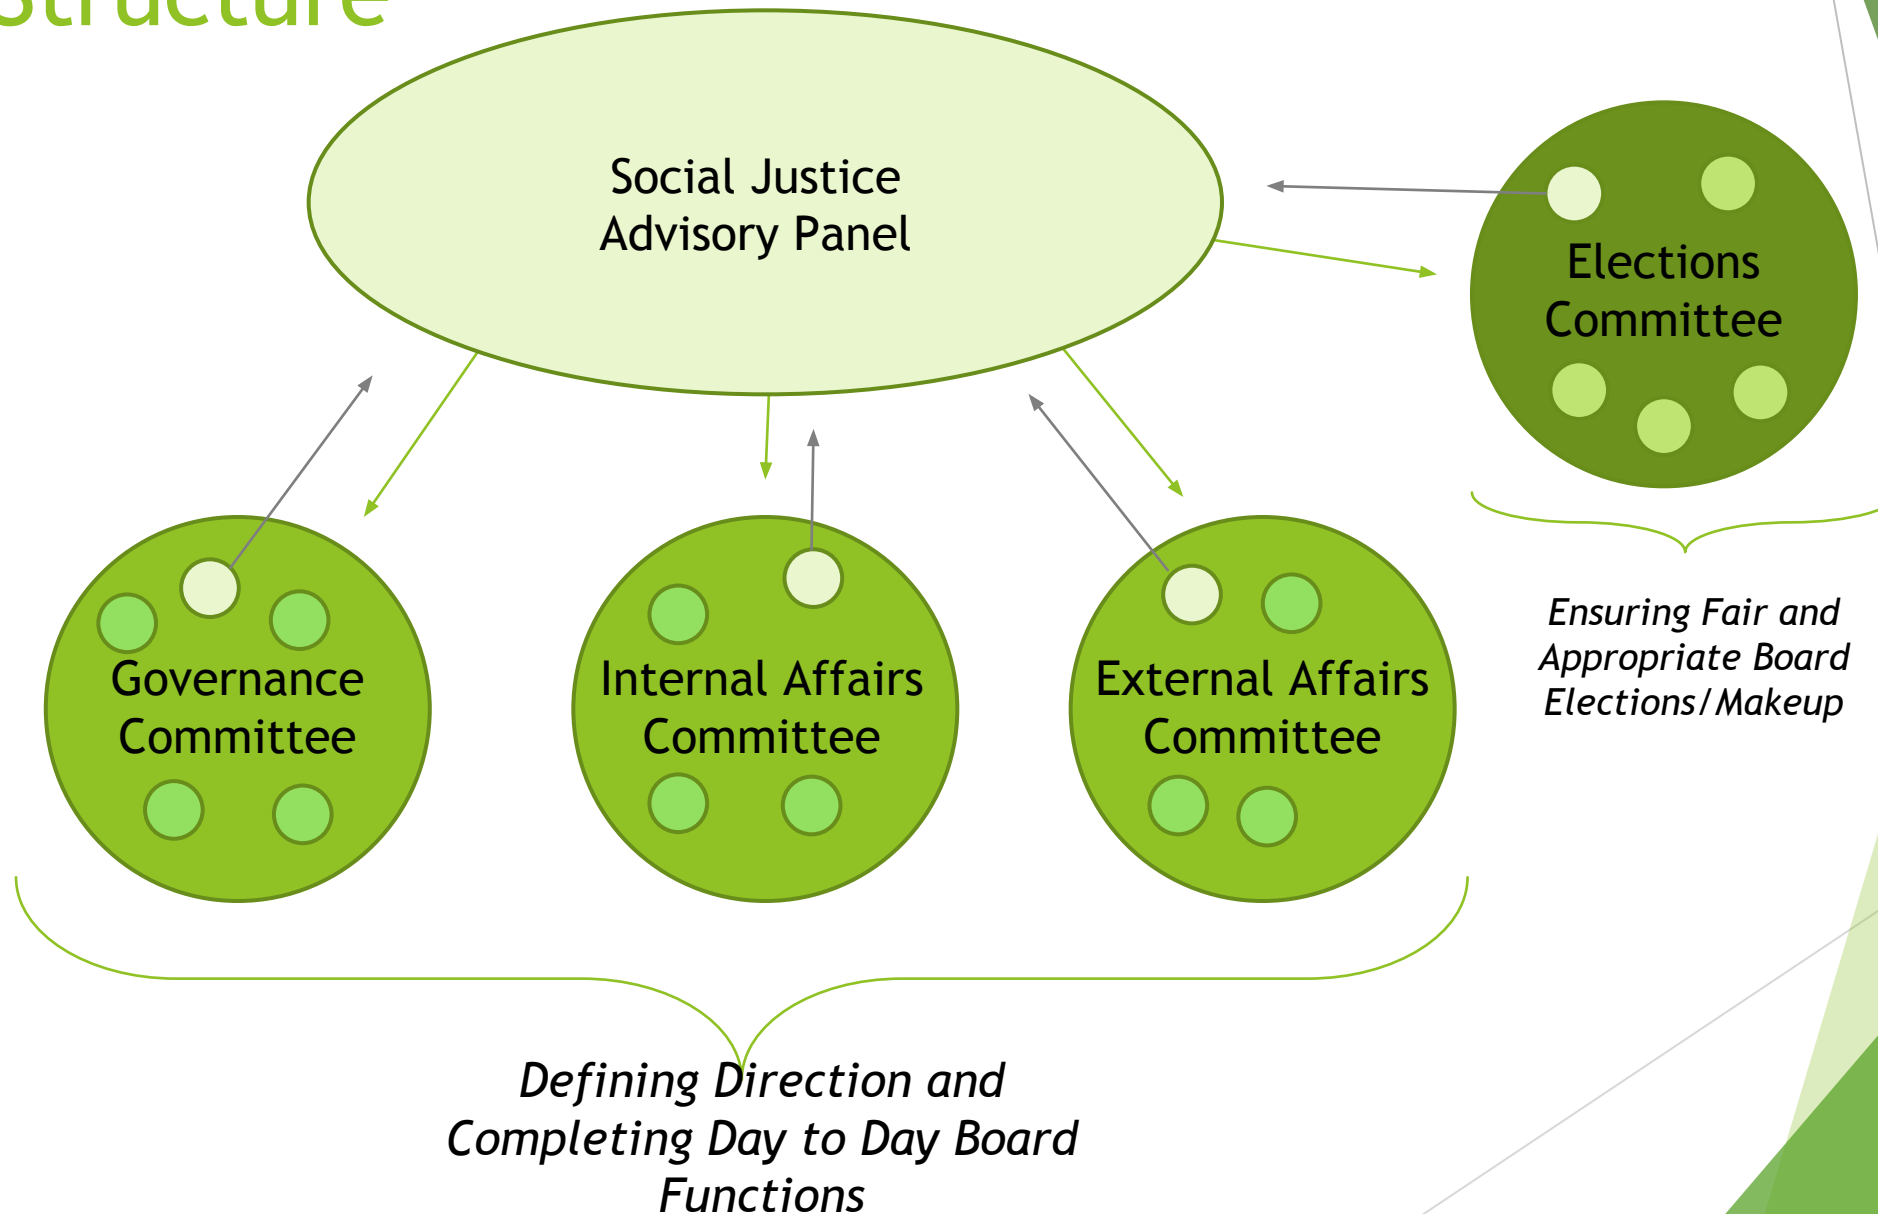 Structure
Social Justice
Advisory Panel
Elections
Committee
Governance
Committee
Internal Affairs
Committee
External Affairs
Committee
Ensuring Fair and
Appropriate Board
Elections/Makeup
Defining Direction and
Completing Day to Day Board
Functions